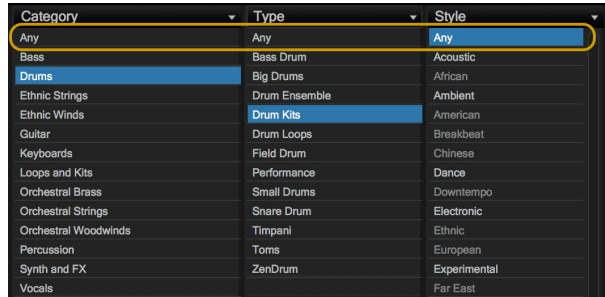 Category Type Style
Any Any Any
Bass Bass Drum Acoustic
Drums Big Drums African
Ethnic Strings Drum Ensemble Ambient
Ethnic Winds Drum Kits American
Guitar Drum Loops Breakbeat
Keyboards Field Drum Chinese
Loops and Kits Performance Dance
Orchestral Brass Small Drums Downtempo
Orchestral Strings Snare Drum Electronic
Orchestral Woodwinds Timpani Ethnic
Percussion Toms European
Synth and FX ZenDrum Experimental
Vocals Far East